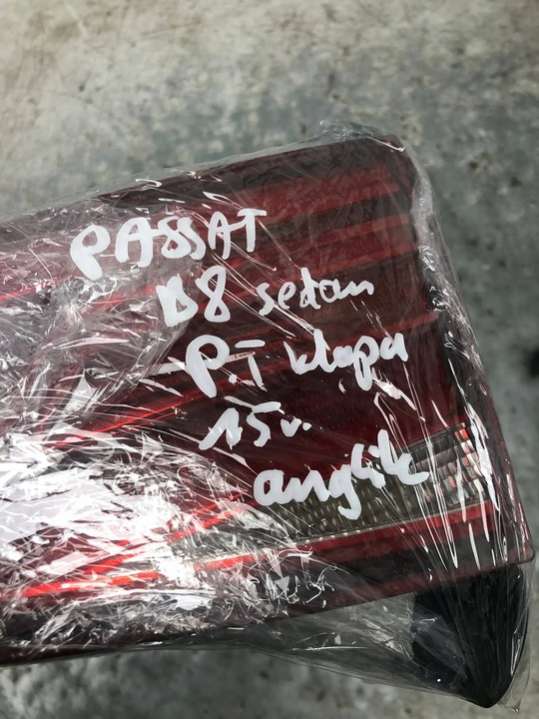 PASSAT
B8 sedan
P.T klapa
15r.
anglik